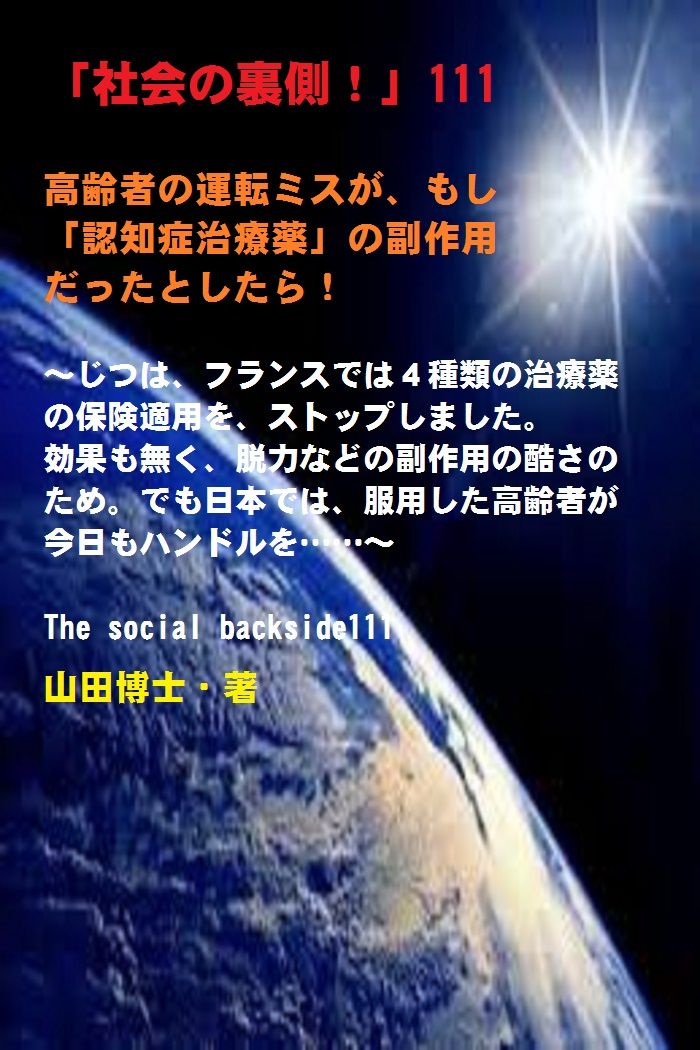 「社会の裏側！」111
高齢者の運転ミスが、もし
「認知症治療薬」の副作用
だったとしたら！
～じつは、フランスでは４種類の治療薬
の保険適用を、ストップしました。
効果も無く、脱力などの副作用の酷さの
ため。でも日本では、服用した高齢者が
今日もハンドルを……～
The social backside111
山田博士・著